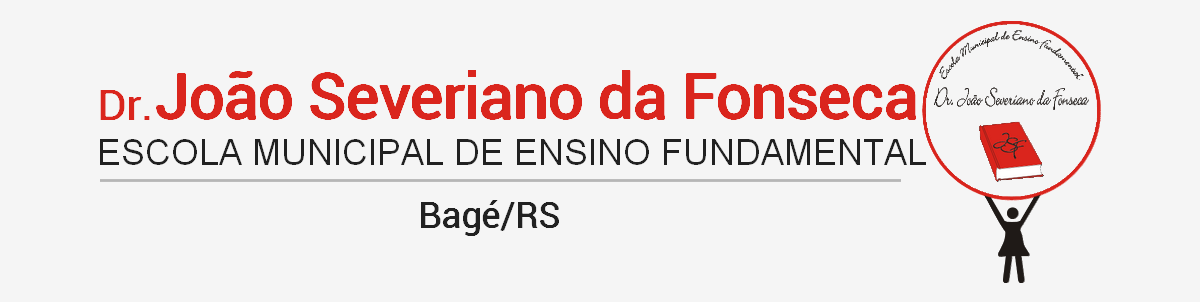 Dr. João Severiano da Fonseca
ESCOLA MUNICIPAL DE ENSINO FUNDAMENTAL
Bagé/RS
Escola Municipal de Ensino Fundamental
Dr. João Severiano da Fonseca